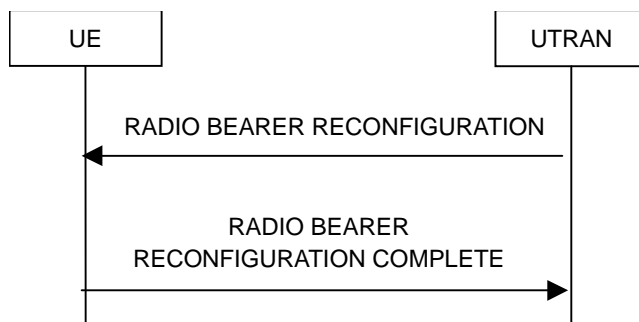 UE
UTRAN
RADIO BEARER RECONFIGURATION
RADIO BEARER
RECONFIGURATION COMPLETE